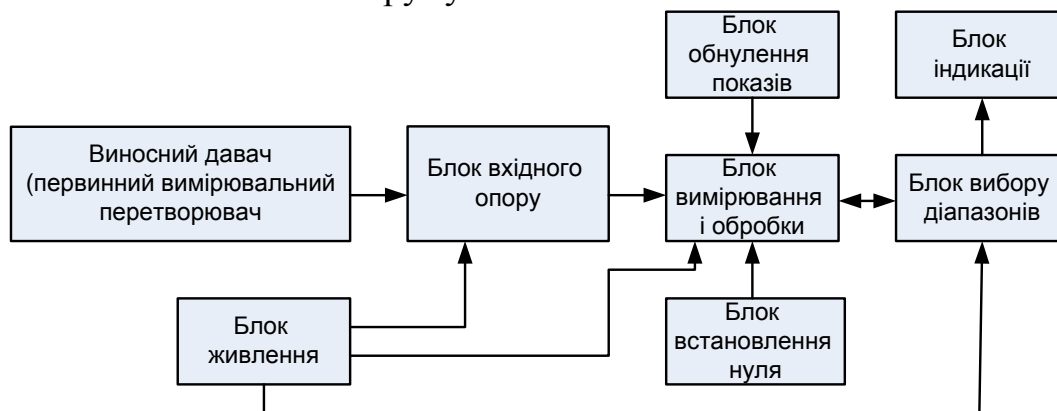 Блок
обнулення
показів
Блок
індикації
Виносний давач
(первинний вимірювальний
перетворювач
Блок вхідного
опору
Блок
вимірювання
і обробки
Блок вибору
діапазонів
Блок
живлення
Блок
встановлення
нуля